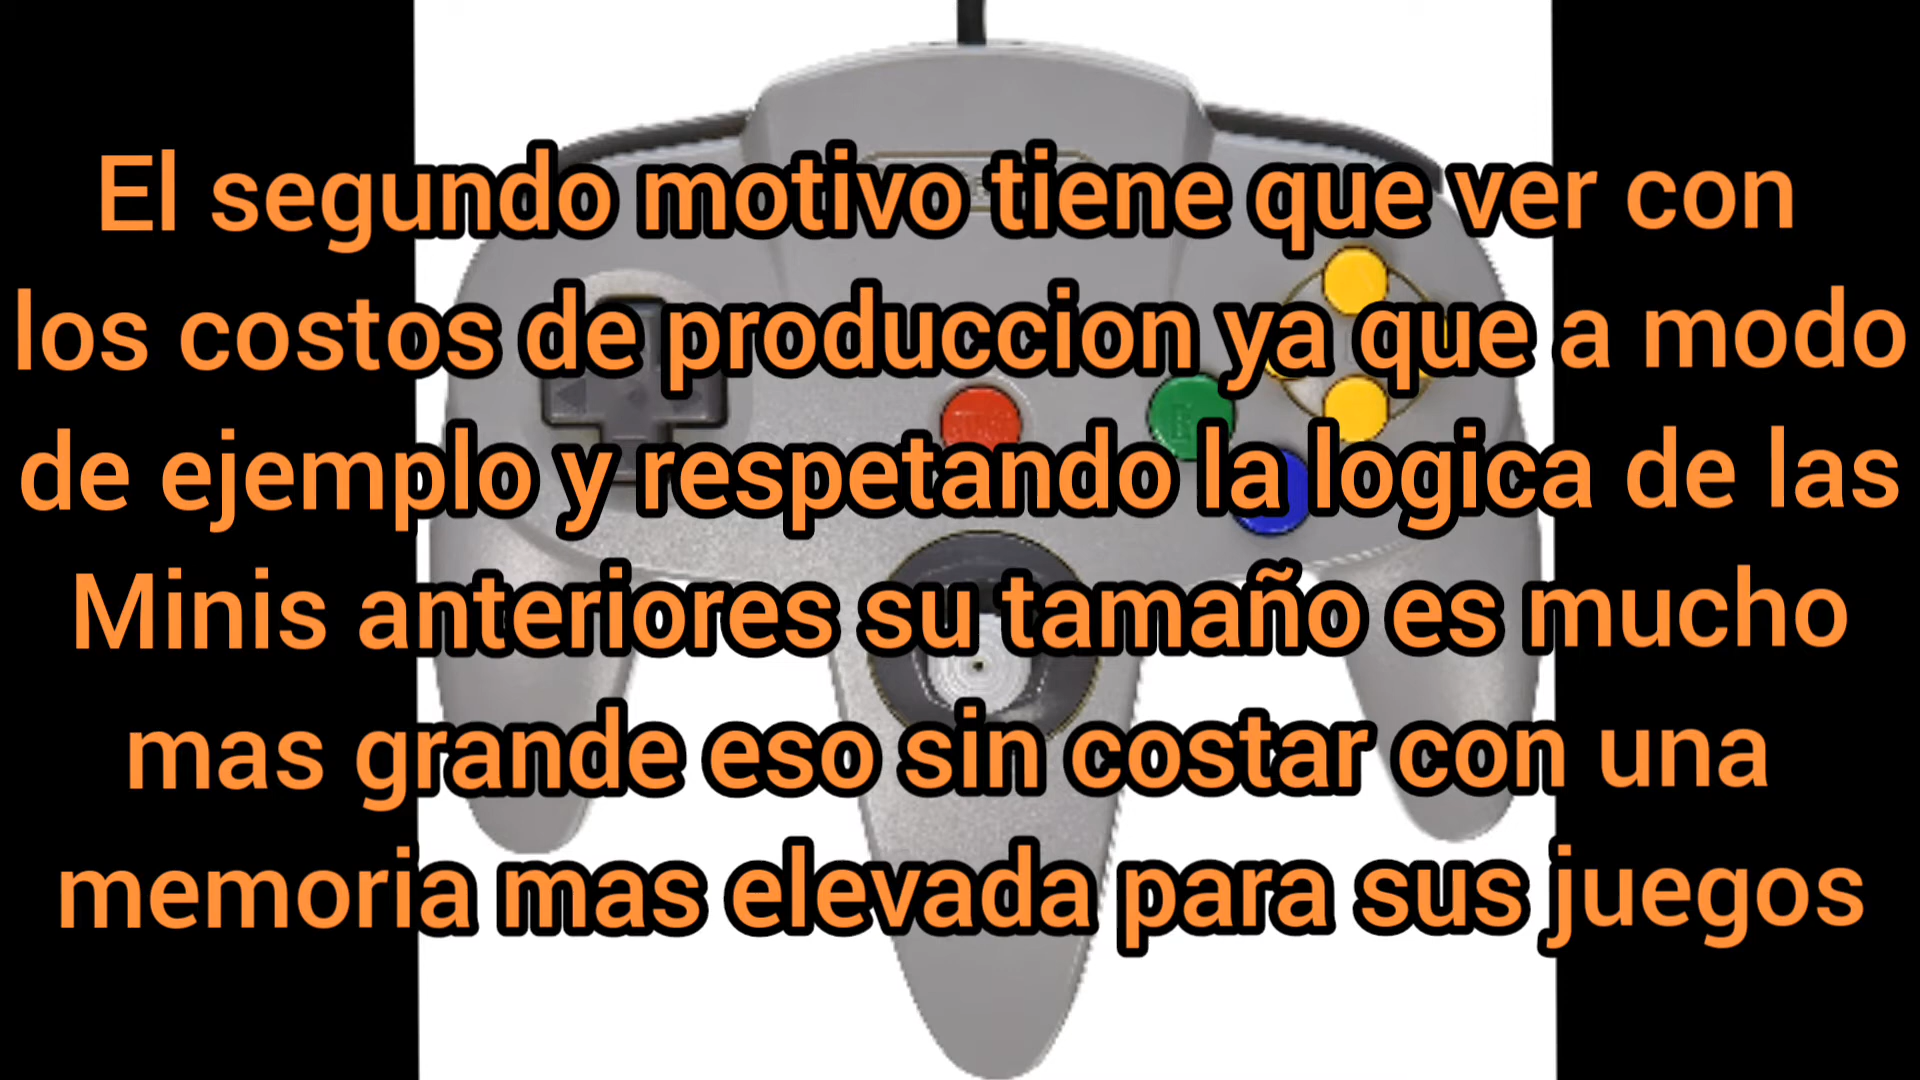 El segundo motivo tiene que ver con
los costos de produccion ya que a modo
de ejemplo y respetando la logica de las
Minis anteriores su tamaño es mucho
mas grande eso sin costar con una
memoria mas elevada para sus juegos